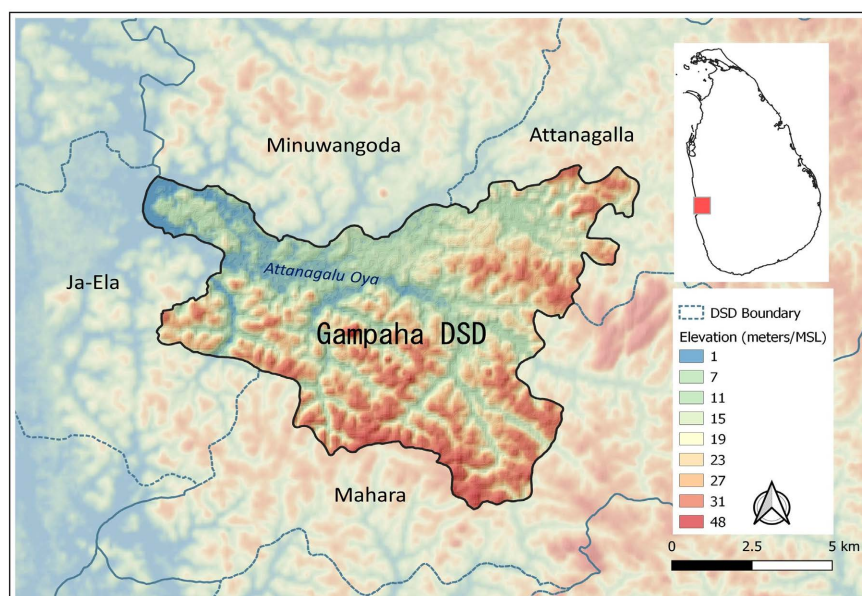 Minuwangoda
Attanagalla
Ja-Ela
Attanagalu Oya
Gampaha DSD
Mahara
DSD Boundary
Elevation (meters/MSL)
1
7
11
15
19
23
27
31
48
0 2.5 5 km